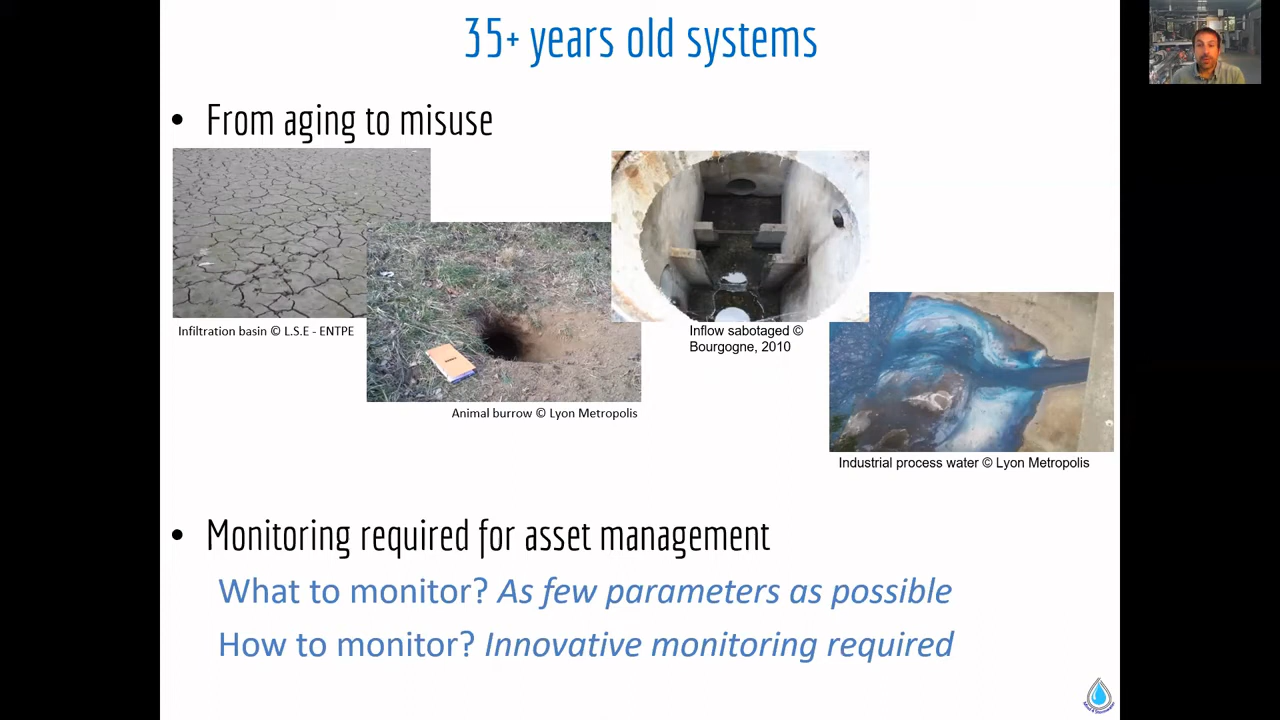 35+ years old systems
• From aging to misuse
Infiltration basin © L.S.E - ENTPE
Animal burrow © Lyon Metropolis
Inflow sabotaged ©
Bourgogne, 2010
Industrial process water © Lyon Metropolis
• Monitoring required for asset management
What to monitor? As few parameters as possible
How to monitor? Innovative monitoring required